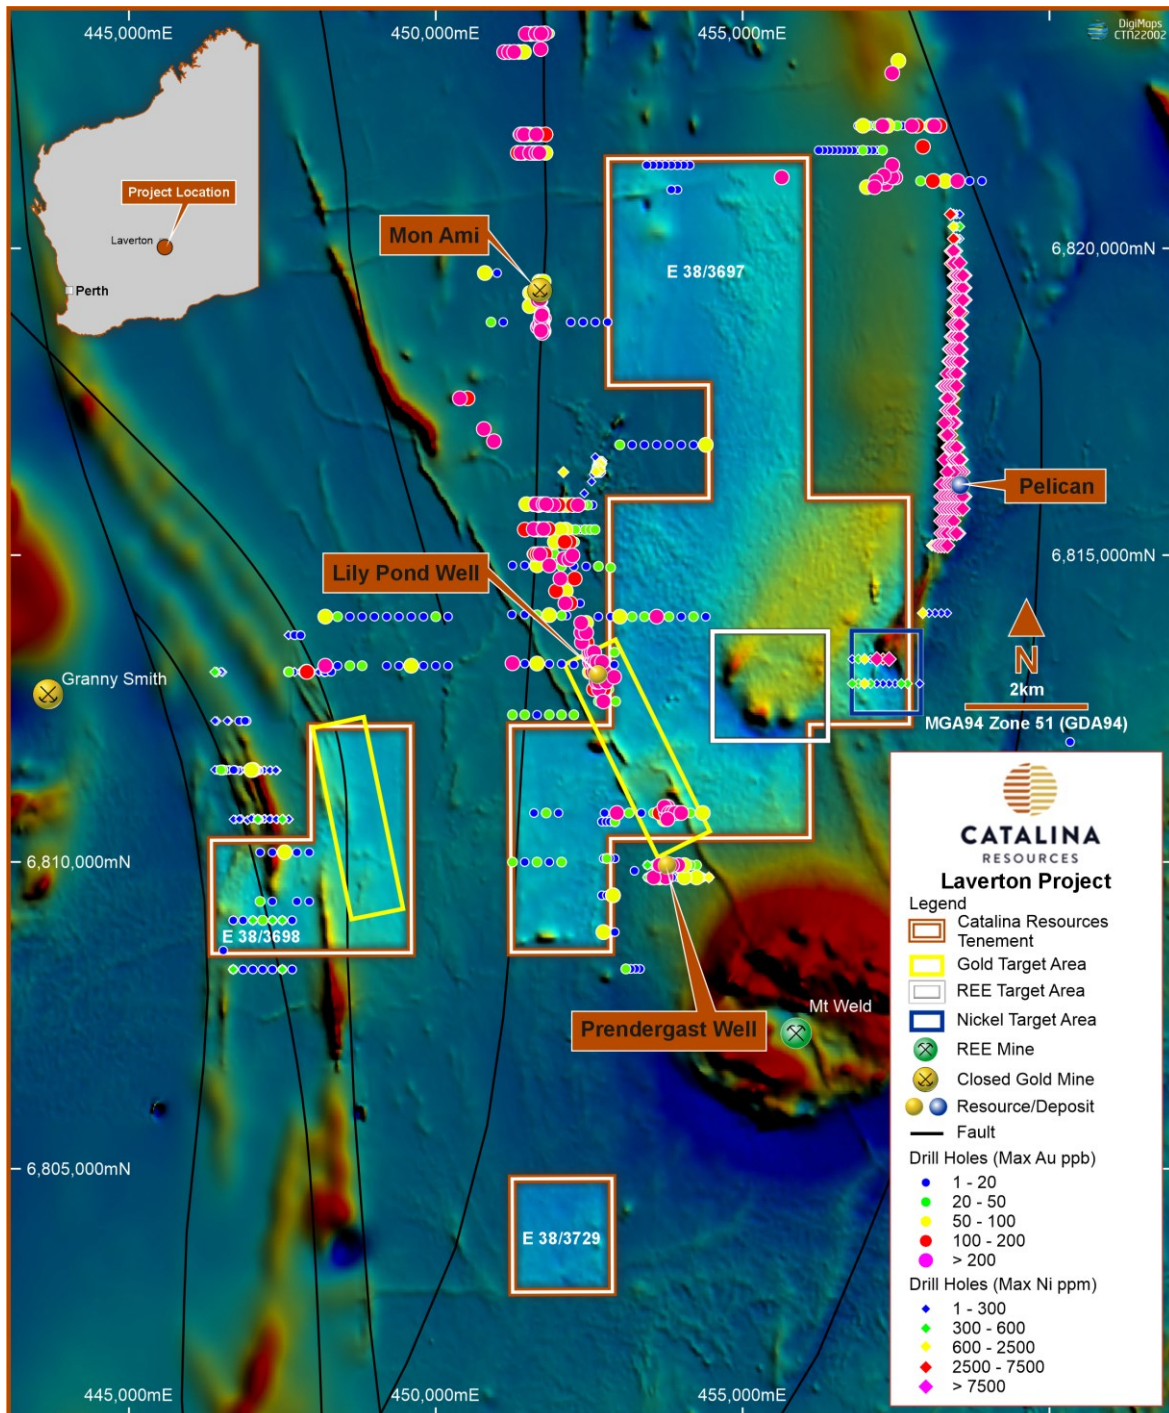 445,000mE
450,000mE
455,000mE
DigiMaps
CTN22002
Project Location
Laverton
Perth
Mon Ami
E 38/3697
6,820,000mN
Pelican
6,815,000mN
Lily Pond Well
Granny Smith
N
2km
MGA94 Zone 51 (GDA94)
6,810,000mN
E 38/3698
Mt Weld
Prendergast Well
6,805,000mN
E 38/3729
CATALINA
RESOURCES
Laverton Project
Legend
Catalina Resources
Tenement
Gold Target Area
REE Target Area
Nickel Target Area
REE Mine
Closed Gold Mine
Resource/Deposit
Fault
Drill Holes (Max Au ppb)
1 - 20
20 - 50
50 - 100
100 - 200
> 200
Drill Holes (Max Ni ppm)
1 - 300
300 - 600
600 - 2500
2500 - 7500
> 7500
445,000mE
450,000mE
455,000mE